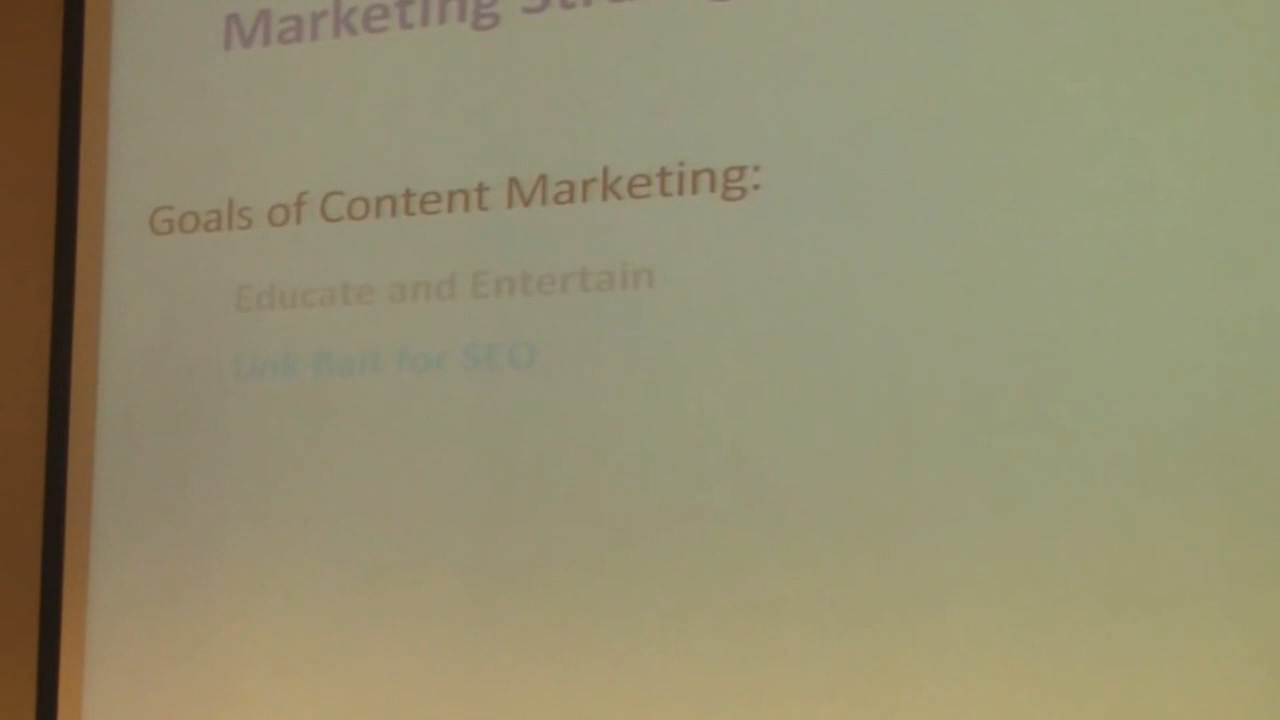 Marketing
Goals of Content Marketing:
Educate and Entertain
Link Bait for SEO